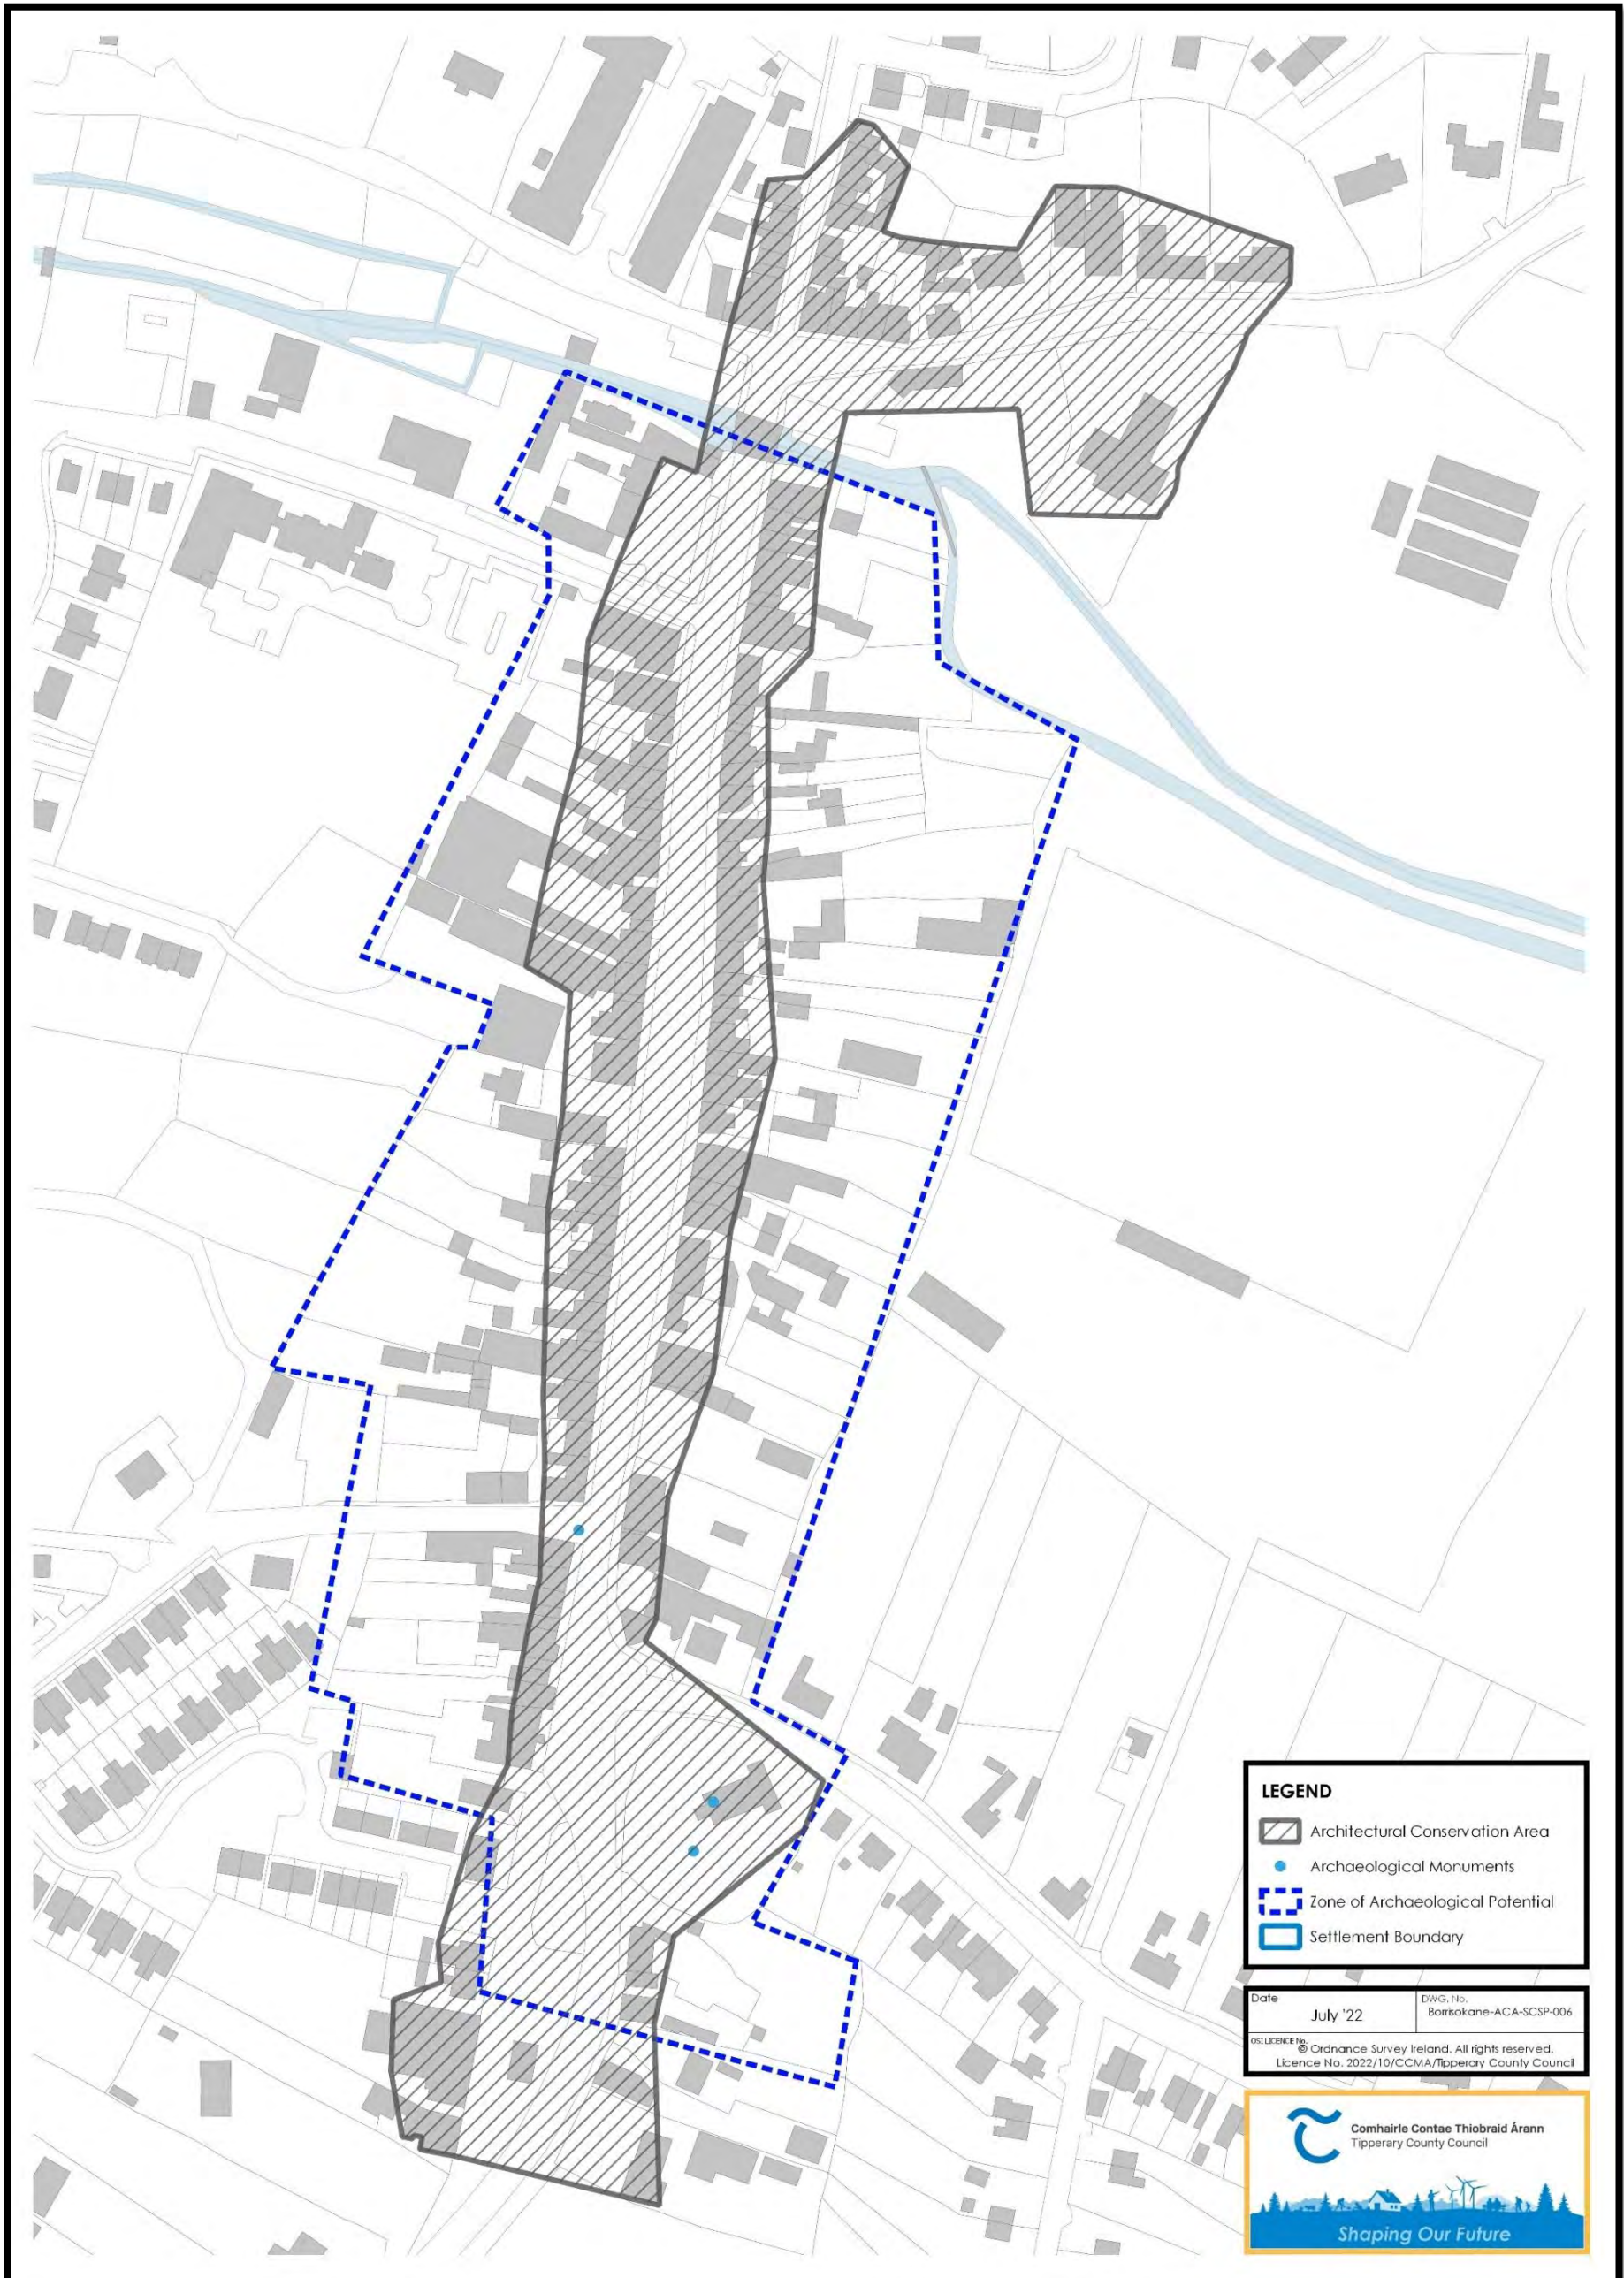 LEGEND
Architectural Conservation Area
Archaeological Monuments
Zone of Archaeological Potential
Settlement Boundary
Date
July '22
DWG. No.
Borrisokane-ACA-SCSP-006
OSI LICENCE No.
© Ordnance Survey Ireland. All rights reserved.
Licence No. 2022/10/CCMA/Tipperary County Council
Comhairle Contae Thiobraid Árann
Tipperary County Council
Shaping Our Future